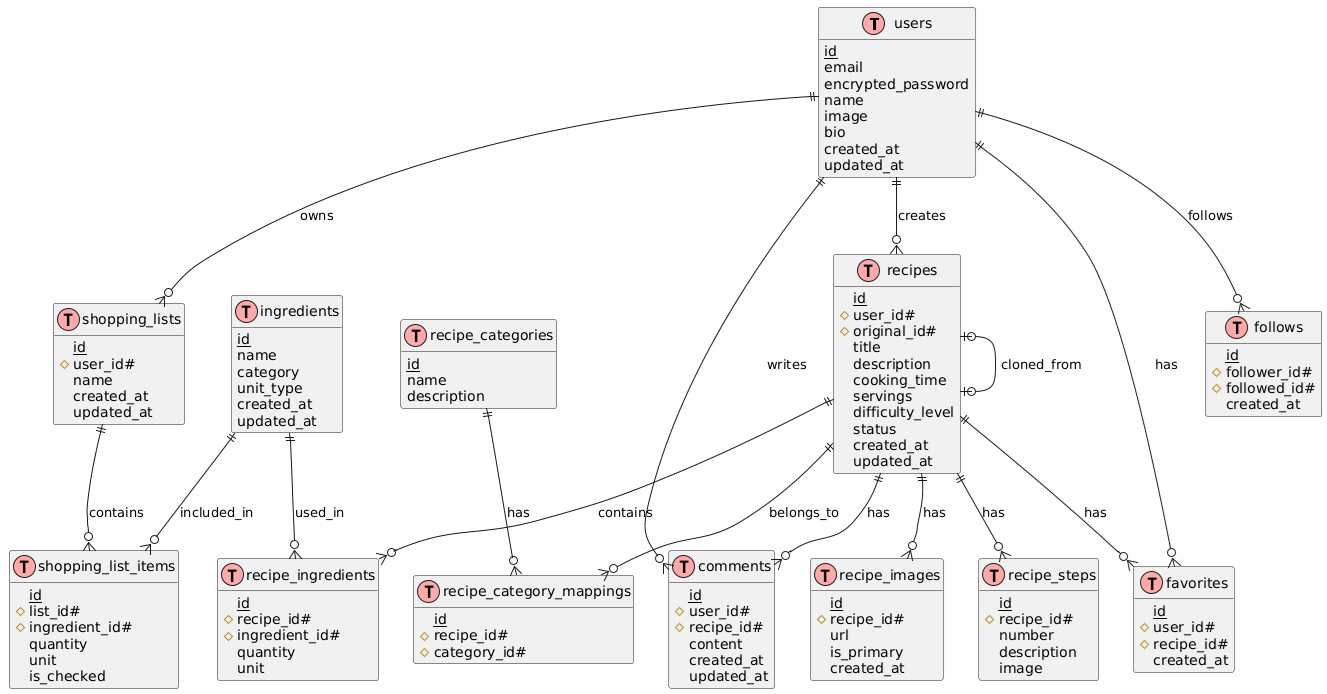 T users
id
email
encrypted_password
name
image
bio
created_at
updated_at
owns
creates
follows
T recipes
id
user_id#
original_id#
title
description
cooking_time
servings
difficulty_level
status
created_at
updated_at
cloned_from
writes
has
T shopping_lists
id
user_id#
name
created_at
updated_at
T ingredients
id
name
category
unit_type
created_at
updated_at
T recipe_categories
id
name
description
T follows
id
follower_id#
followed_id#
created_at
contains
included_in
used_in
has
contains
belongs_to
has
has
has
has
T shopping_list_items
id
list_id#
ingredient_id#
quantity
unit
is_checked
T recipe_ingredients
id
recipe_id#
ingredient_id#
quantity
unit
T recipe_category_mappings
id
recipe_id#
category_id#
T comments
id
user_id#
recipe_id#
content
created_at
updated_at
T recipe_images
id
recipe_id#
url
is_primary
created_at
T recipe_steps
id
recipe_id#
number
description
image
T favorites
id
user_id#
recipe_id#
created_at